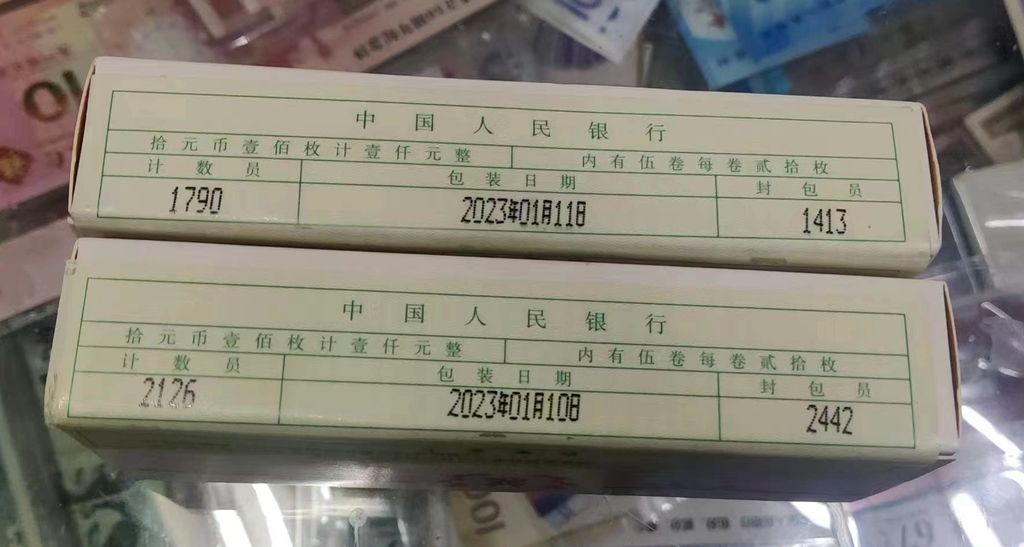 中国人民银行
拾元币壹佰枚计壹仟元整 内有伍卷每卷贰拾枚
计数员 包装日期 封包员
1790 2023年01月11日 1413
中国人民银行
拾元币壹佰枚计壹仟元整 内有伍卷每卷贰拾枚
计数员 包装日期 封包员
2126 2023年01月10日 2442
10
100